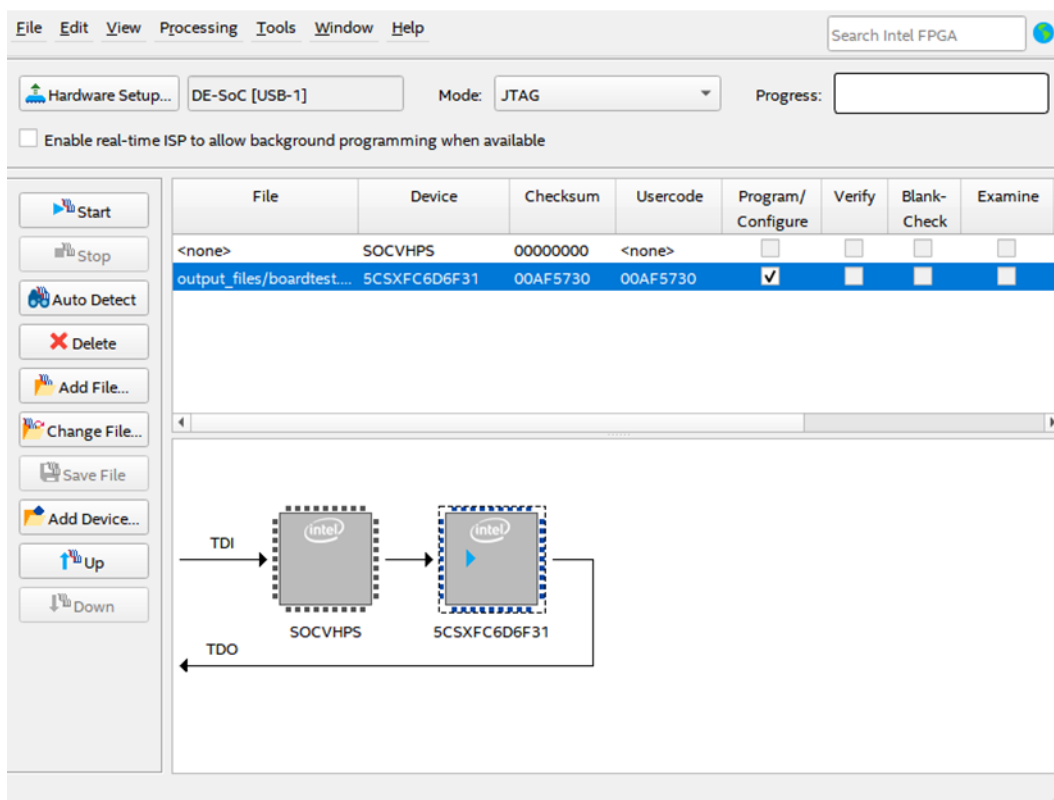 File Edit View Processing Tools Window Help
Search Intel FPGA
Hardware Setup... DE-SoC [USB-1] Mode: JTAG Progress:
Enable real-time ISP to allow background programming when available
File Device Checksum Usercode Program/ Verify Blank- Examine
Configure Check
<none> SOCVHPS 00000000 <none>
output_files/boardtest.... 5CSXFC6D6F31 00AF5730 00AF5730
Start
Stop
Auto Detect
Delete
Add File...
Change File...
Save File
Add Device...
Up
Down
TDI
intel
intel
SOCVHPS
5CSXFC6D6F31
TDO